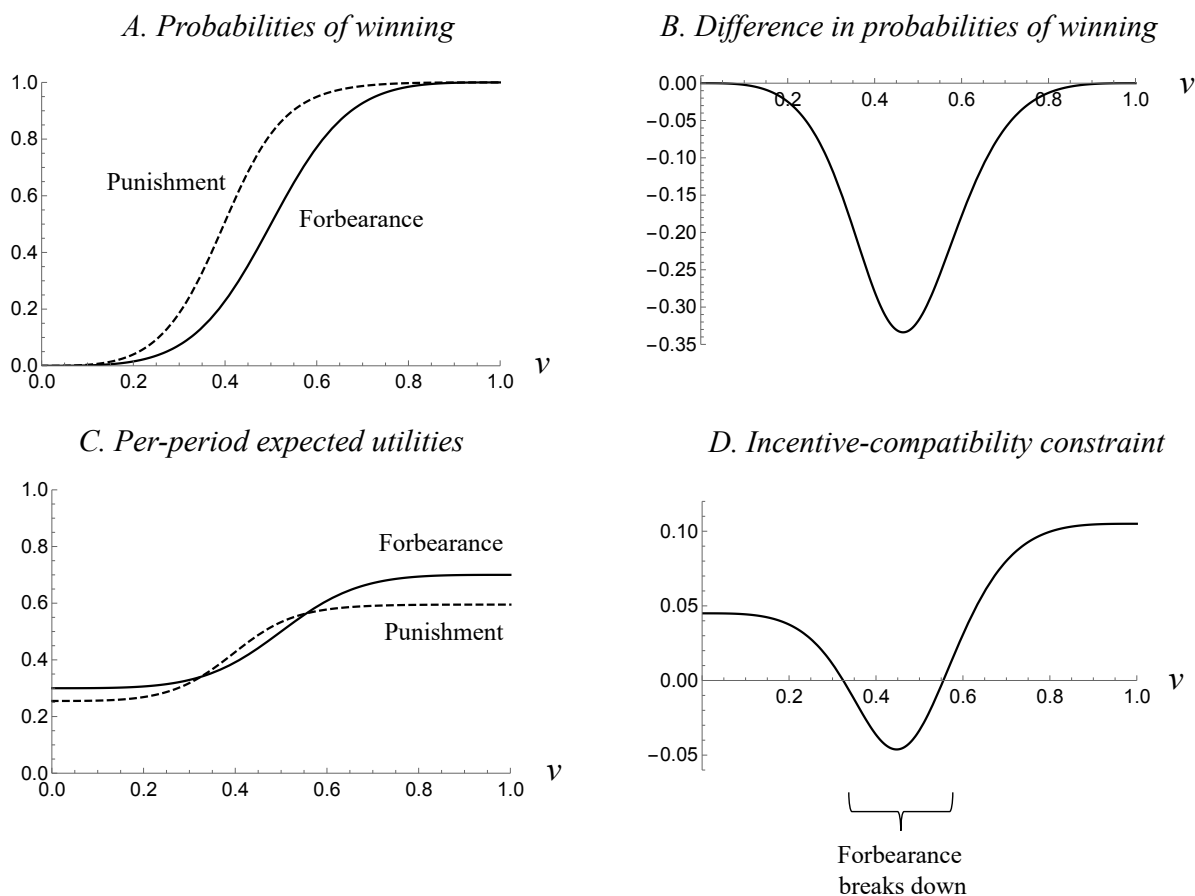 A. Probabilities of winning
1.0
0.8
0.6
0.4
0.2
0.0
Punishment
Forbearance
0.0 0.2 0.4 0.6 0.8 1.0
v
B. Difference in probabilities of winning
0.00
−0.05
−0.10
−0.15
−0.20
−0.25
−0.30
−0.35
0.2 0.4 0.6 0.8 1.0
v
C. Per-period expected utilities
1.0
0.8
0.6
0.4
0.2
0.0
Forbearance
Punishment
0.0 0.2 0.4 0.6 0.8 1.0
v
D. Incentive-compatibility constraint
0.10
0.05
0.00
−0.05
0.2 0.4 0.6 0.8 1.0
v
Forbearance
breaks down